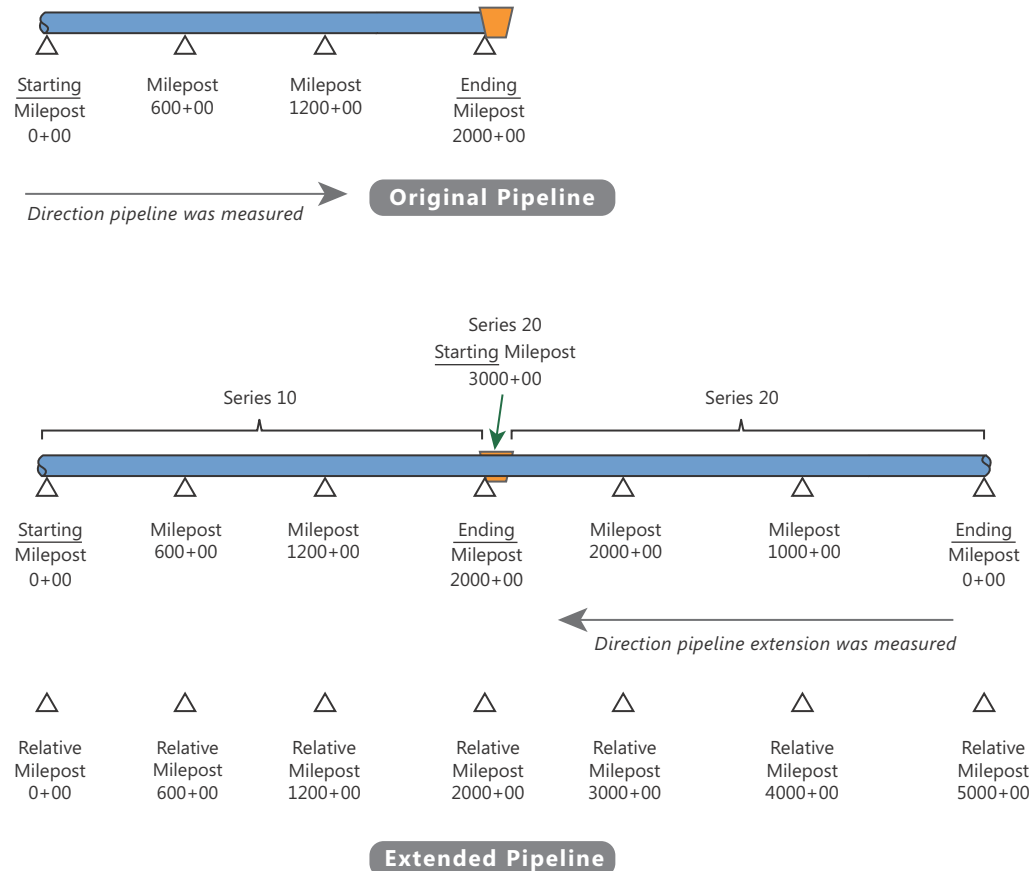 Starting
Milepost
0+00
Milepost
600+00
Milepost
1200+00
Ending
Milepost
2000+00
Direction pipeline was measured
Original Pipeline
Series 20
Starting Milepost
3000+00
Series 10
Series 20
Starting
Milepost
0+00
Milepost
600+00
Milepost
1200+00
Ending
Milepost
2000+00
Milepost
2000+00
Milepost
1000+00
Ending
Milepost
0+00
Direction pipeline extension was measured
Relative
Milepost
0+00
Relative
Milepost
600+00
Relative
Milepost
1200+00
Relative
Milepost
2000+00
Relative
Milepost
3000+00
Relative
Milepost
4000+00
Relative
Milepost
5000+00
Extended Pipeline